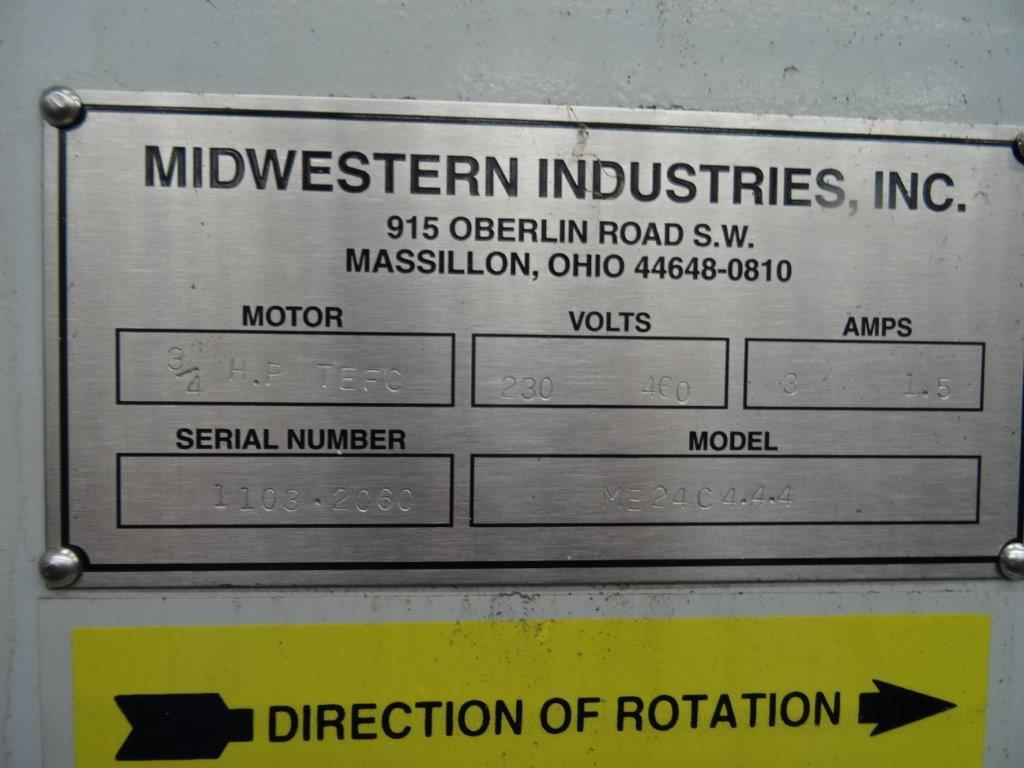 MIDWESTERN INDUSTRIES, INC.
915 OBERLIN ROAD S.W.
MASSILLON, OHIO 44648-0810
MOTOR VOLTS AMPS
3/4 H.P TEFC 230 460 3 1.5
SERIAL NUMBER MODEL
1103-2060 ME24C4.4.4
DIRECTION OF ROTATION